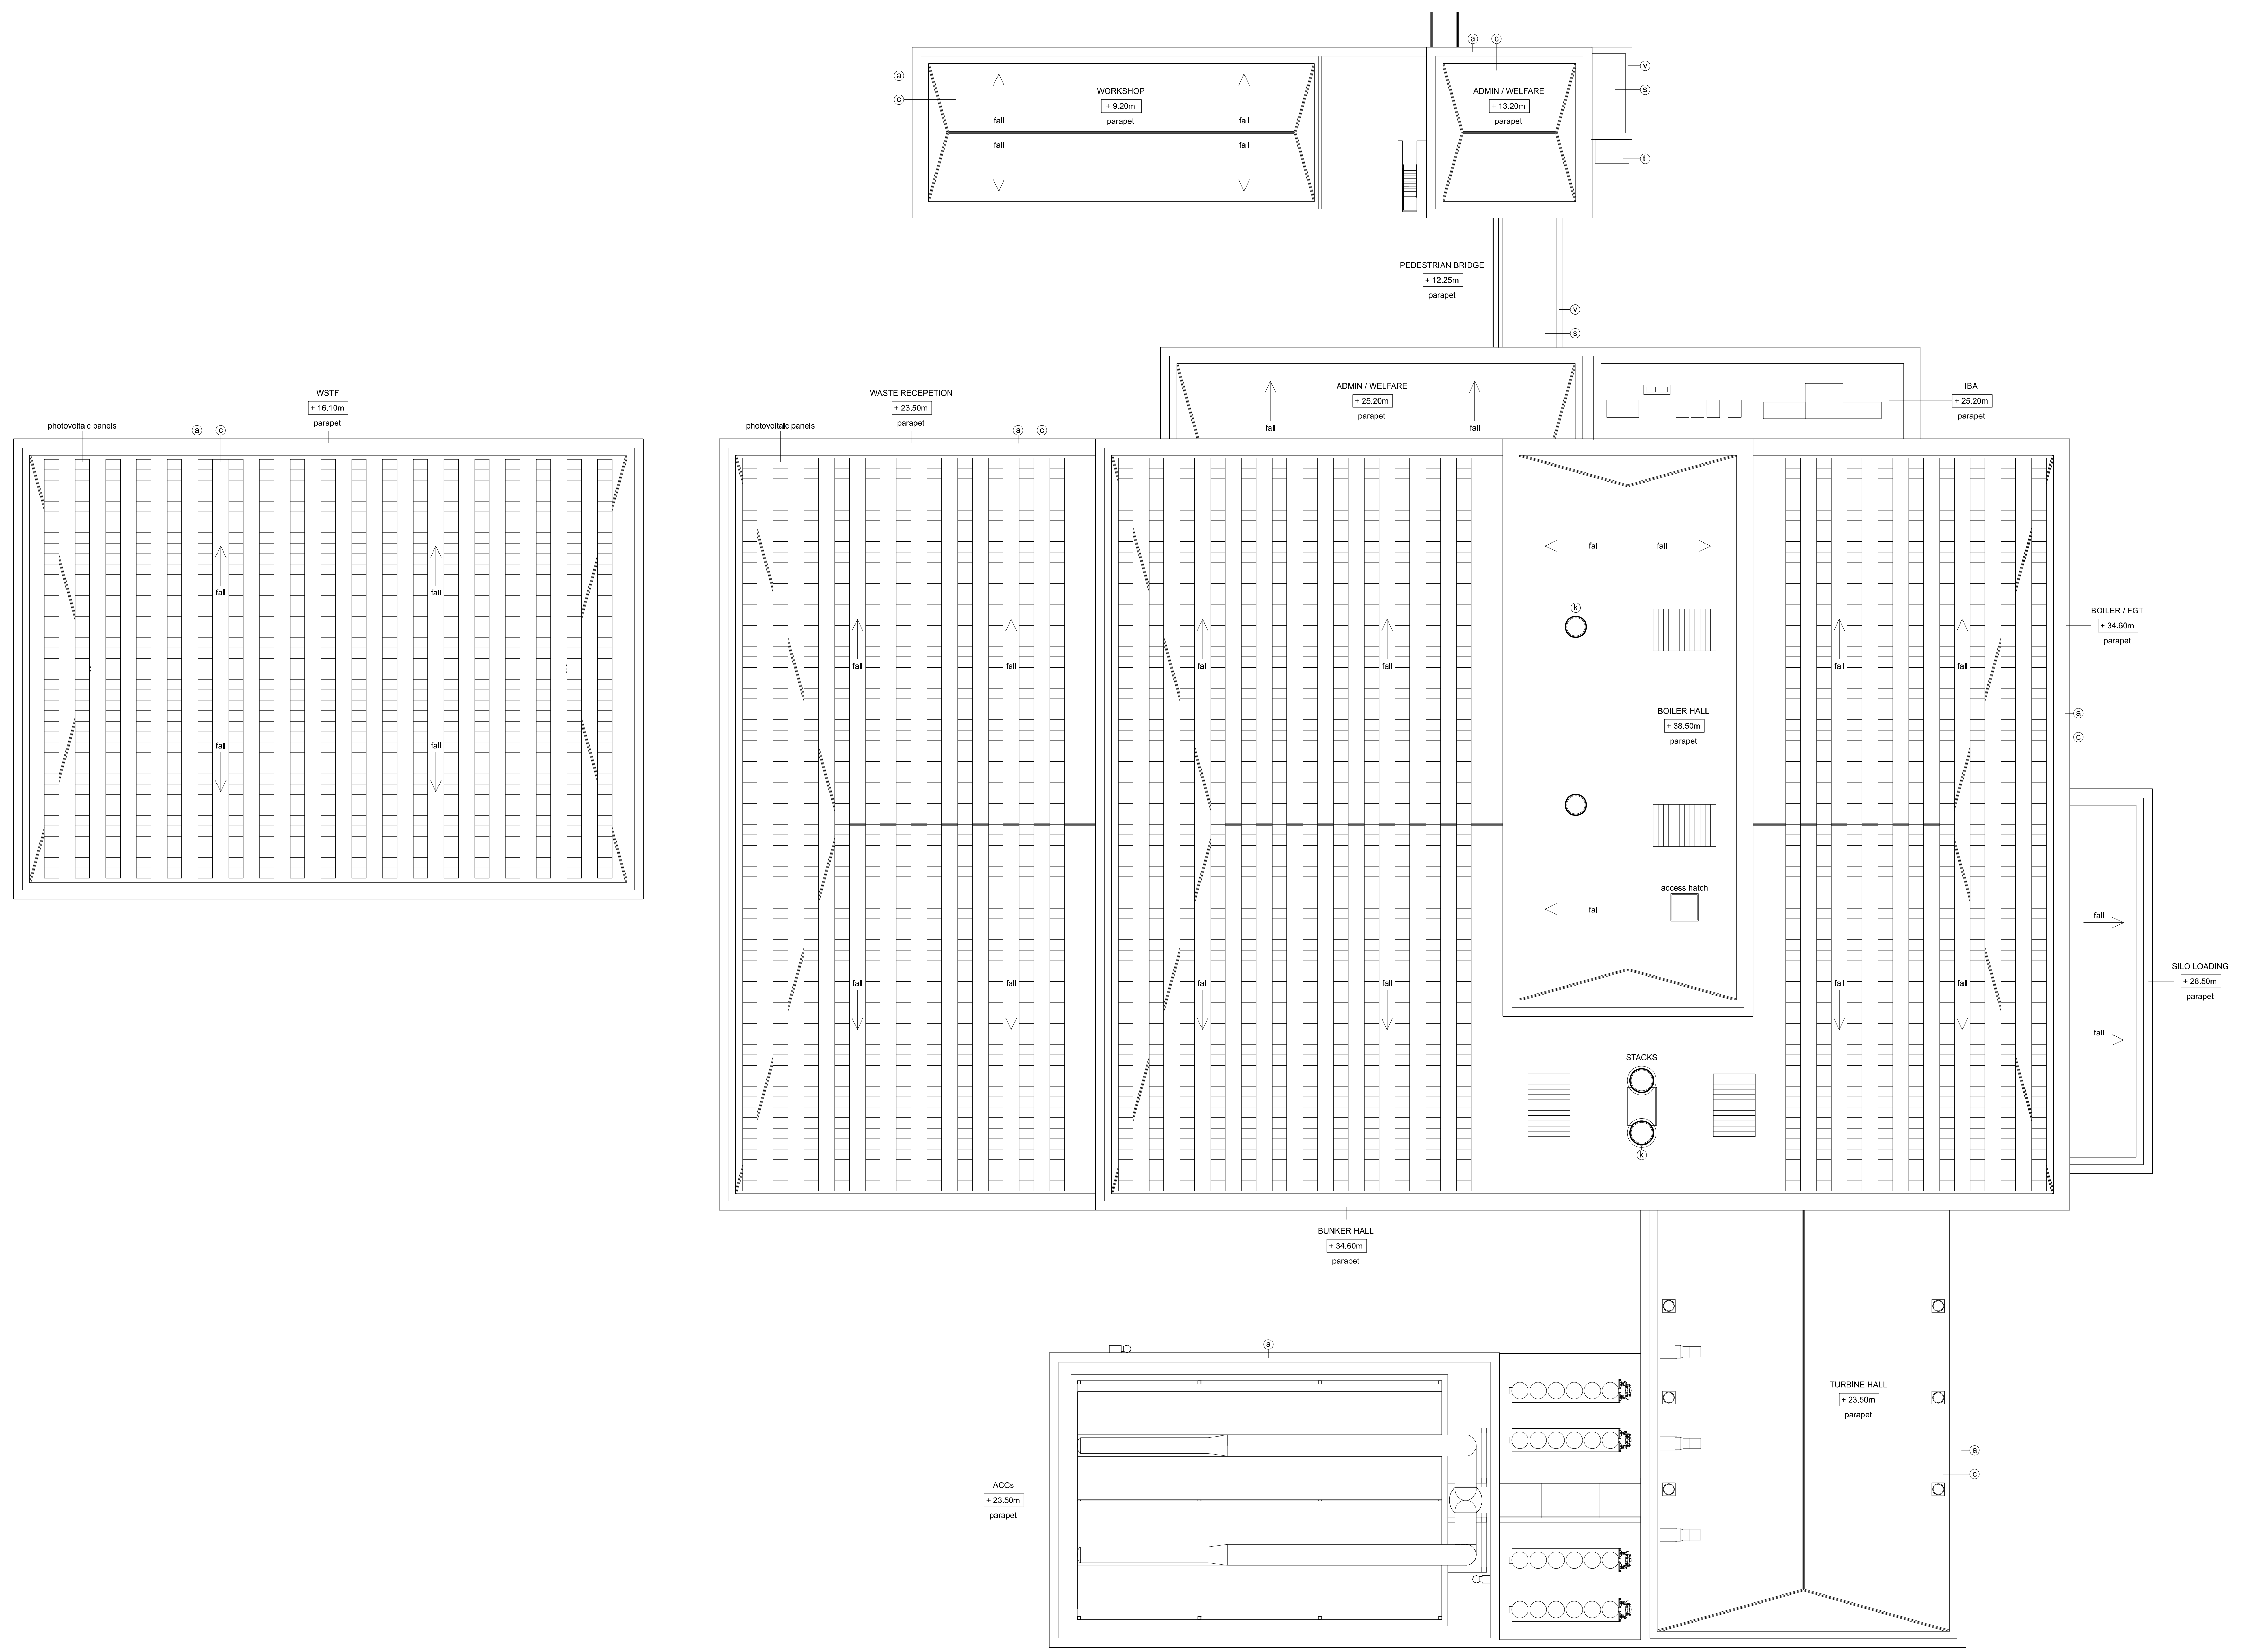 a
c
a
c
WORKSHOP
+ 9.20m
parapet
fall
fall
fall
fall
ADMIN / WELFARE
+ 13.20m
parapet
v
s
t
PEDESTRIAN BRIDGE
+ 12.25m
parapet
v
s
WSTF
+ 16.10m
parapet
photovoltaic panels
a
c
fall
fall
fall
fall
WASTE RECEPETION
+ 23.50m
parapet
photovoltaic panels
a
c
fall
fall
fall
fall
ADMIN / WELFARE
+ 25.20m
parapet
fall
fall
IBA
+ 25.20m
parapet
fall
fall
fall
fall
fall
fall
k
BOILER HALL
+ 38.50m
parapet
access hatch
fall
fall
fall
fall
fall
BOILER / FGT
+ 34.60m
parapet
a
c
fall
fall
SILO LOADING
+ 28.50m
parapet
STACKS
k
BUNKER HALL
+ 34.60m
parapet
a
ACCs
+ 23.50m
parapet
TURBINE HALL
+ 23.50m
parapet
a
c